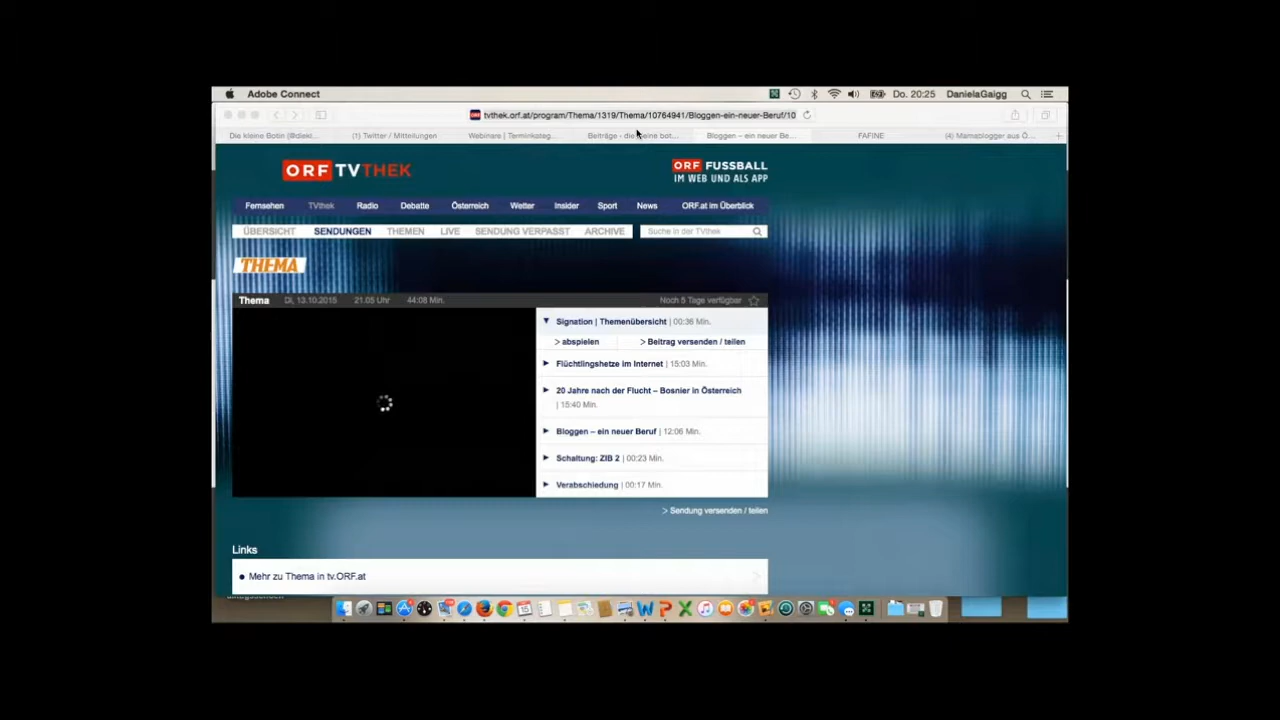 Adobe Connect
Do. 20:25 DanielaGaigg
tvthek.orf.at/program/Thema/1319/Thema/10764941/Bloggen-ein-neuer-Beruf/10
Die kleine Botin (@diekl... (1) Twitter / Mitteilungen Webinare | Terminkateg... Beiträge - die kleine bot... Bloggen – ein neuer Be... FAFINE (4) Mamablogger aus Ö...
ORF TVTHEK
ORF FUSSBALL
IM WEB UND ALS APP
Fernsehen TVthek Radio Debatte Österreich Wetter Insider Sport News ORF.at im Überblick
ÜBERSICHT SENDUNGEN THEMEN LIVE SENDUNG VERPASST ARCHIVE Suche in der TVthek
THEMA
Thema Di, 13.10.2015 21.05 Uhr 44:08 Min. Noch 5 Tage verfügbar
Signation | Themenübersicht | 00:36 Min.
> abspielen > Beitrag versenden / teilen
Flüchtlingshetze im Internet | 15:03 Min.
20 Jahre nach der Flucht – Bosnier in Österreich
| 15:40 Min.
Bloggen – ein neuer Beruf | 12:06 Min.
Schaltung: ZIB 2 | 00:23 Min.
Verabschiedung | 00:17 Min.
> Sendung versenden / teilen
Links
Mehr zu Thema in tv.ORF.at